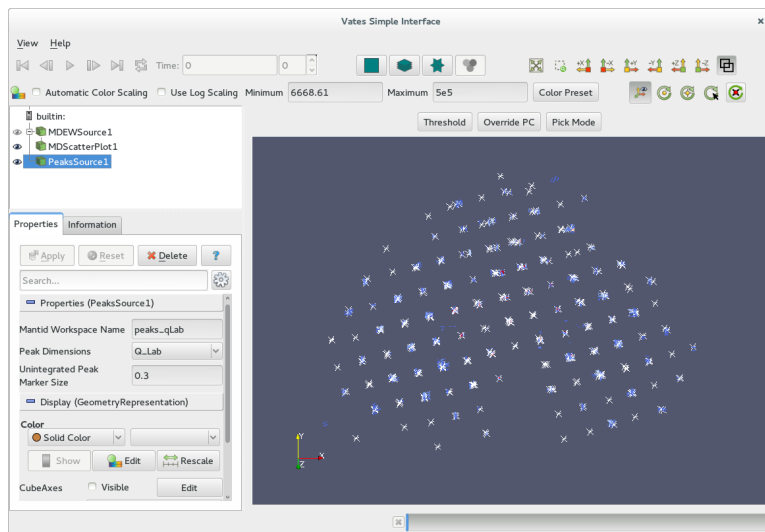 Vates Simple Interface
View Help
Time: 0 0
Automatic Color Scaling Use Log Scaling Minimum 6668.61 Maximum 5e5 Color Preset
Threshold Override PC Pick Mode
builtin:
MDEWSource1
MDScatterPlot1
PeaksSource1
Properties Information
Apply Reset Delete ?
Search...
Properties (PeaksSource1)
Mantid Workspace Name peaks_qLab
Peak Dimensions Q_Lab
Unintegrated Peak
Marker Size 0.3
Display (GeometryRepresentation)
Color
Solid Color
Show Edit Rescale
CubeAxes Visible Edit
Y
X
Z